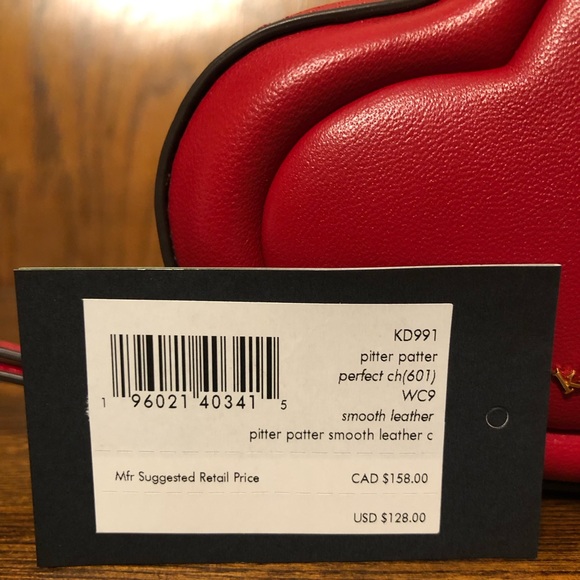 KD991
pitter patter
perfect ch(601)
WC9
smooth leather
pitter patter smooth leather c
1 96021 40341 5
Mfr Suggested Retail Price CAD $158.00
USD $128.00